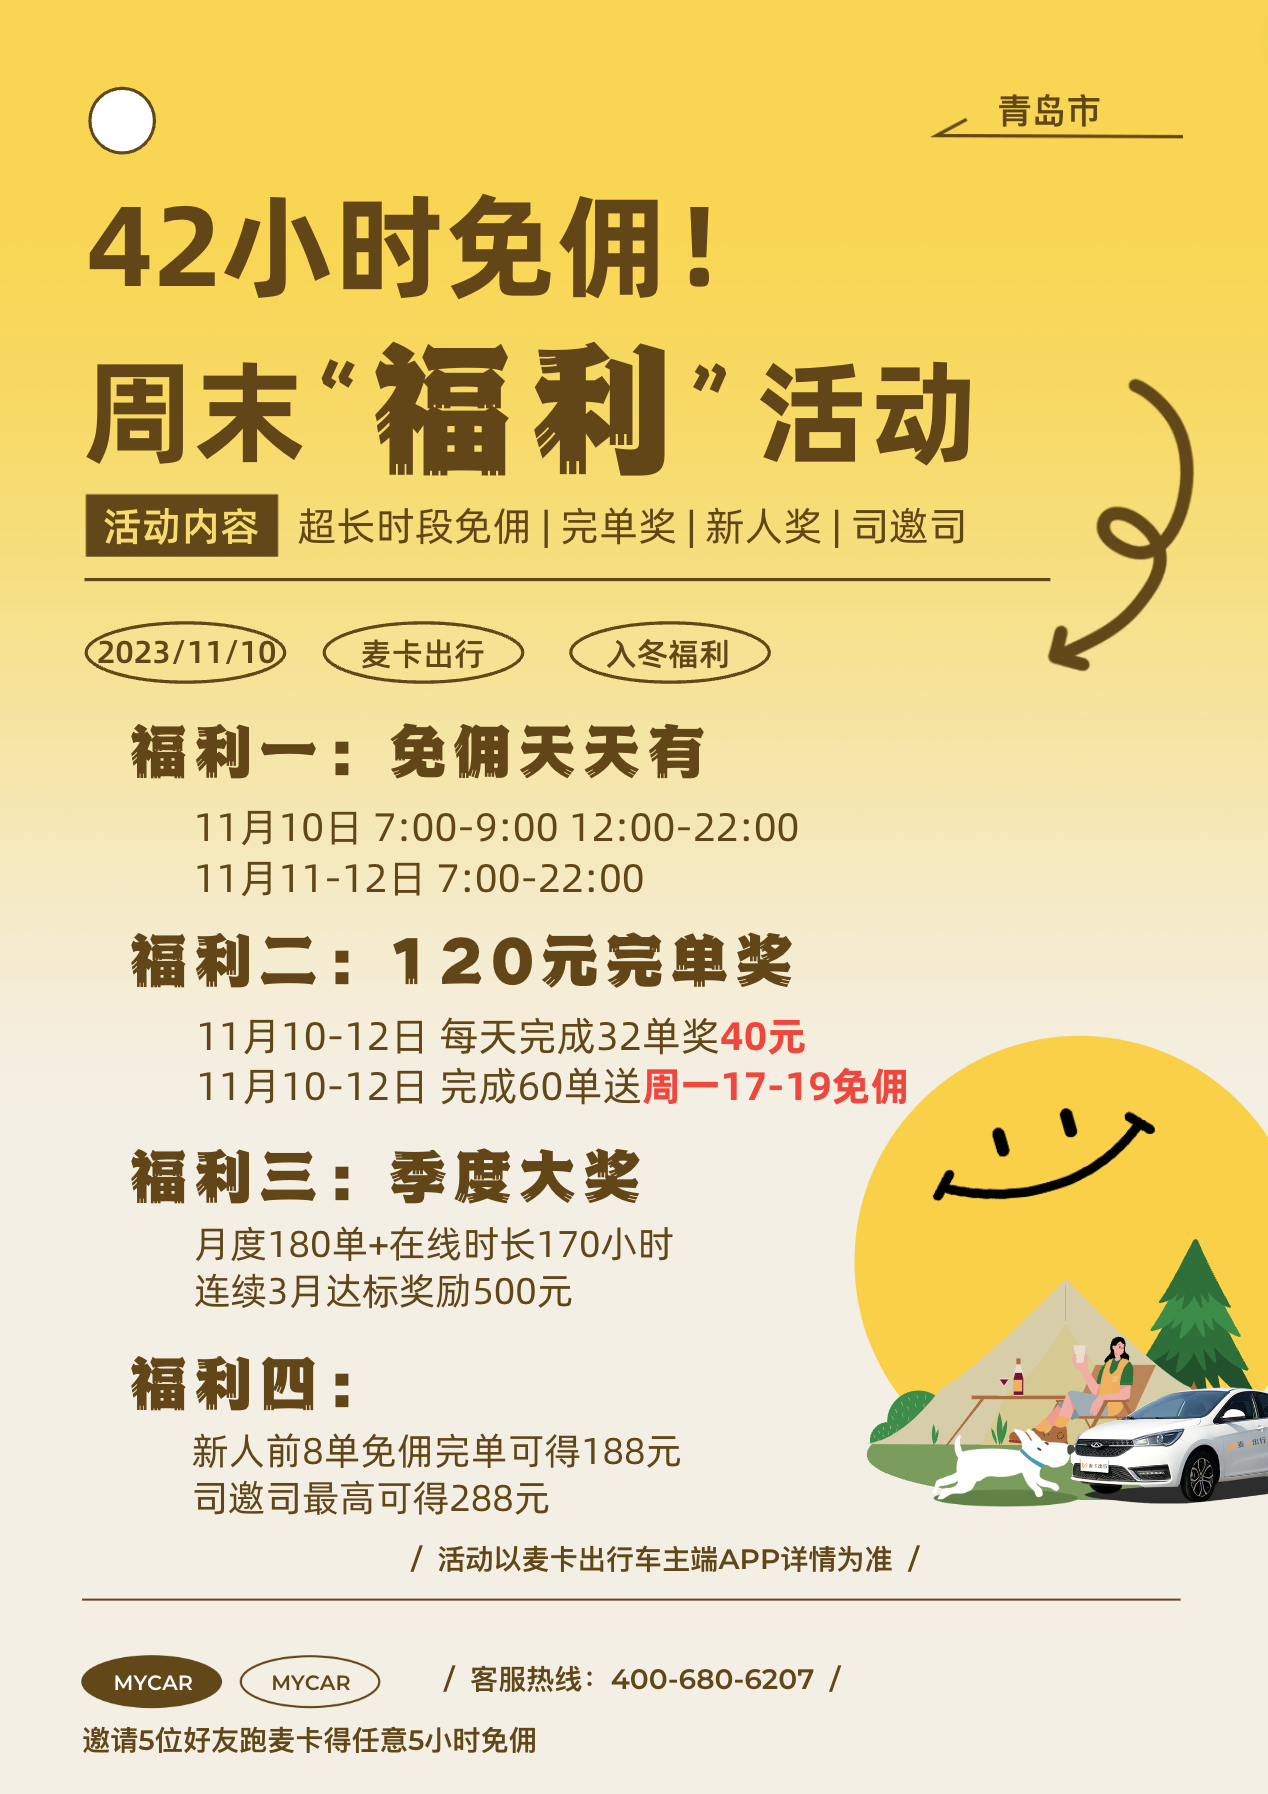 青岛市
42小时免佣！
周末“福利”活动
活动内容 超长时段免佣 | 完单奖 | 新人奖 | 司邀司
2023/11/10 麦卡出行 入冬福利
福利一：免佣天天有
11月10日 7:00-9:00 12:00-22:00
11月11-12日 7:00-22:00
福利二：120元完单奖
11月10-12日 每天完成32单奖40元
11月10-12日 完成60单送周一17-19免佣
福利三：季度大奖
月度180单+在线时长170小时
连续3月达标奖励500元
福利四：
新人前8单免佣完单可得188元
司邀司最高可得288元
麦卡出行
麦卡出行
/ 活动以麦卡出行车主端APP详情为准 /
MYCAR MYCAR / 客服热线：400-680-6207 /
邀请5位好友跑麦卡得任意5小时免佣